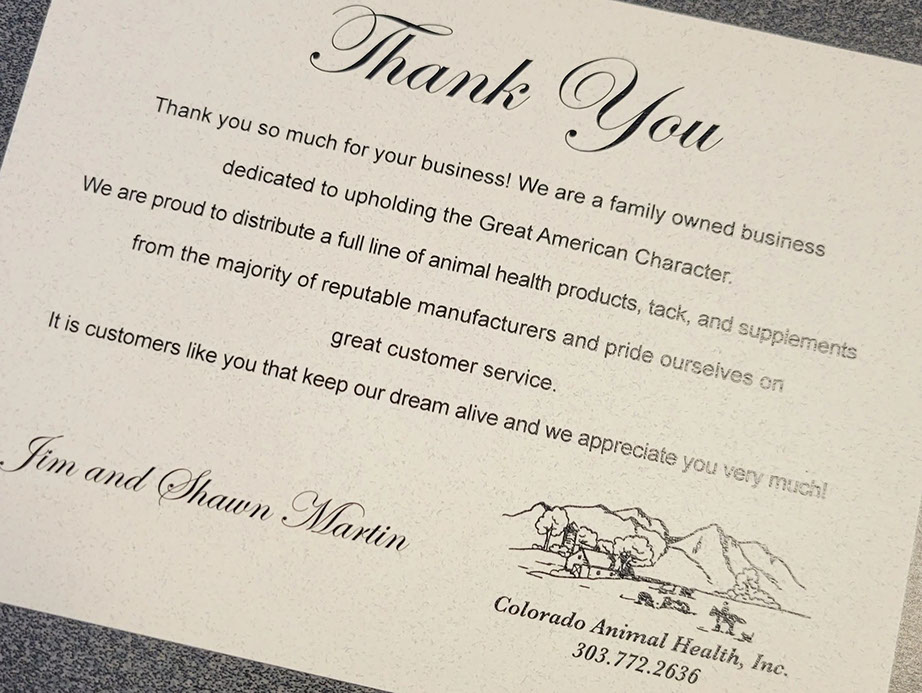 Thank You
Thank you so much for your business! We are a family owned business
dedicated to upholding the Great American Character.
We are proud to distribute a full line of animal health products, tack, and supplements
from the majority of reputable manufacturers and pride ourselves on
great customer service.
It is customers like you that keep our dream alive and we appreciate you very much!
Jim and Shawn Martin
Colorado Animal Health, Inc.
303.772.2636